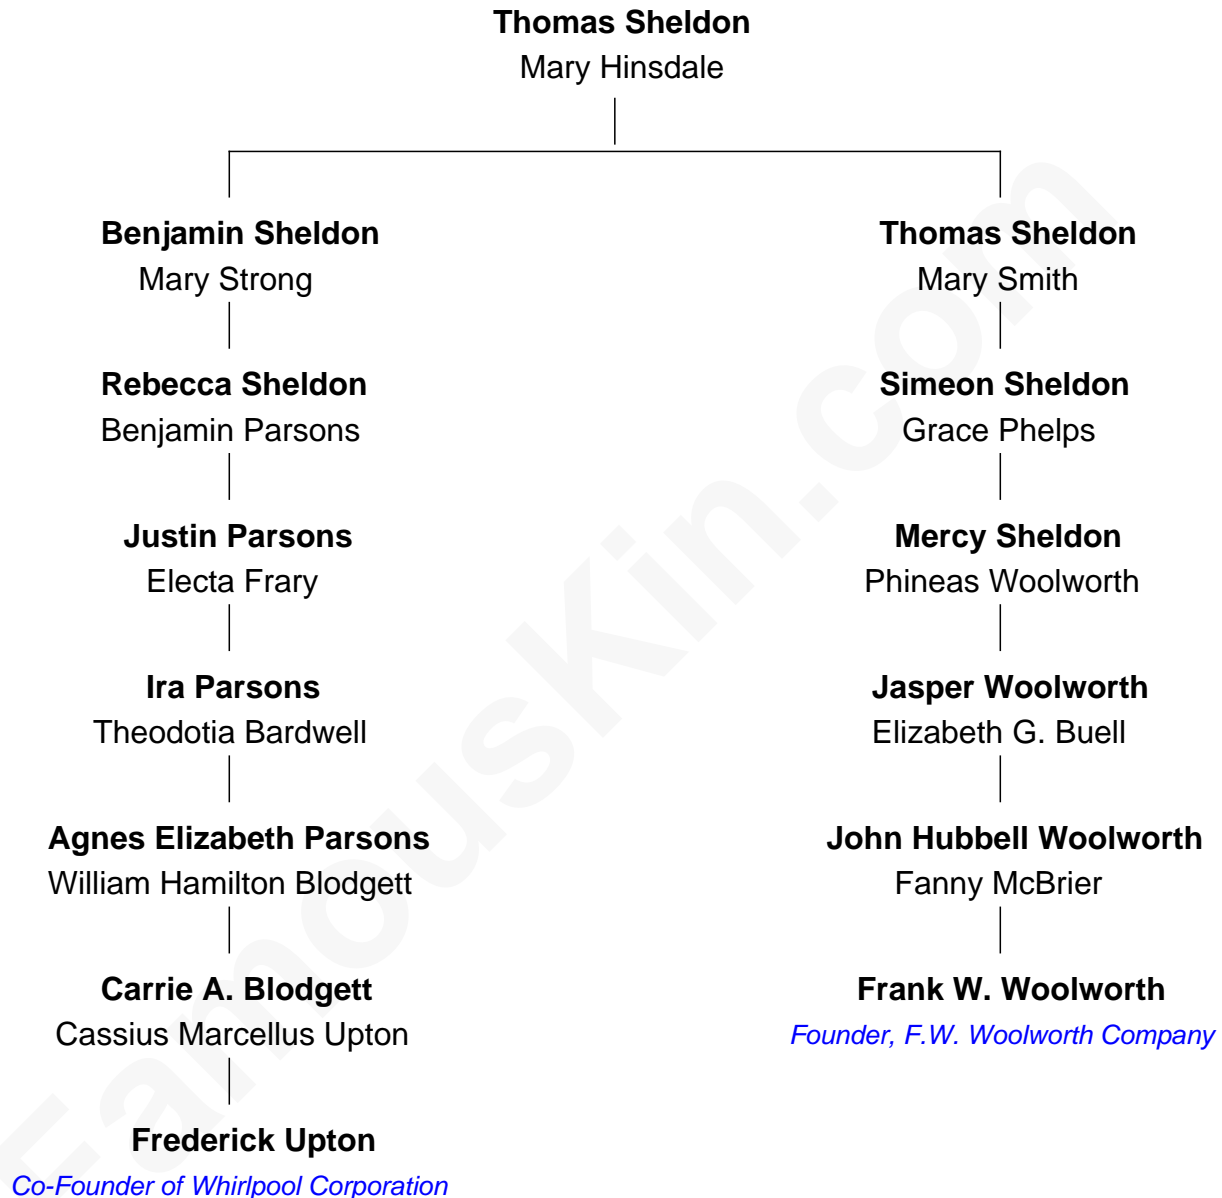 Thomas Sheldon
Mary Hinsdale
Benjamin Sheldon
Mary Strong
Thomas Sheldon
Mary Smith
Rebecca Sheldon
Benjamin Parsons
Simeon Sheldon
Grace Phelps
Justin Parsons
Electa Frary
Mercy Sheldon
Phineas Woolworth
Ira Parsons
Theodotia Bardwell
Jasper Woolworth
Elizabeth G. Buell
Agnes Elizabeth Parsons
William Hamilton Blodgett
John Hubbell Woolworth
Fanny McBrier
Carrie A. Blodgett
Cassius Marcellus Upton
Frank W. Woolworth
Founder, F.W. Woolworth Company
Frederick Upton
Co-Founder of Whirlpool Corporation
FamousKin.com